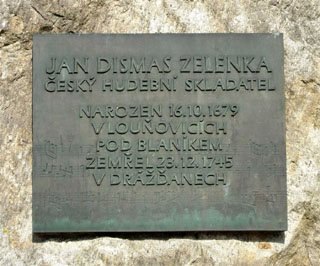 JAN DISMAS ZELENKA
ČESKÝ HUDEBNÍ SKLADATEL
NAROZEN 16.10.1679
V LOUŇOVICÍCH
POD BLANÍKEM
ZEMŘEL 23.12.1745
V DRÁŽĎANECH